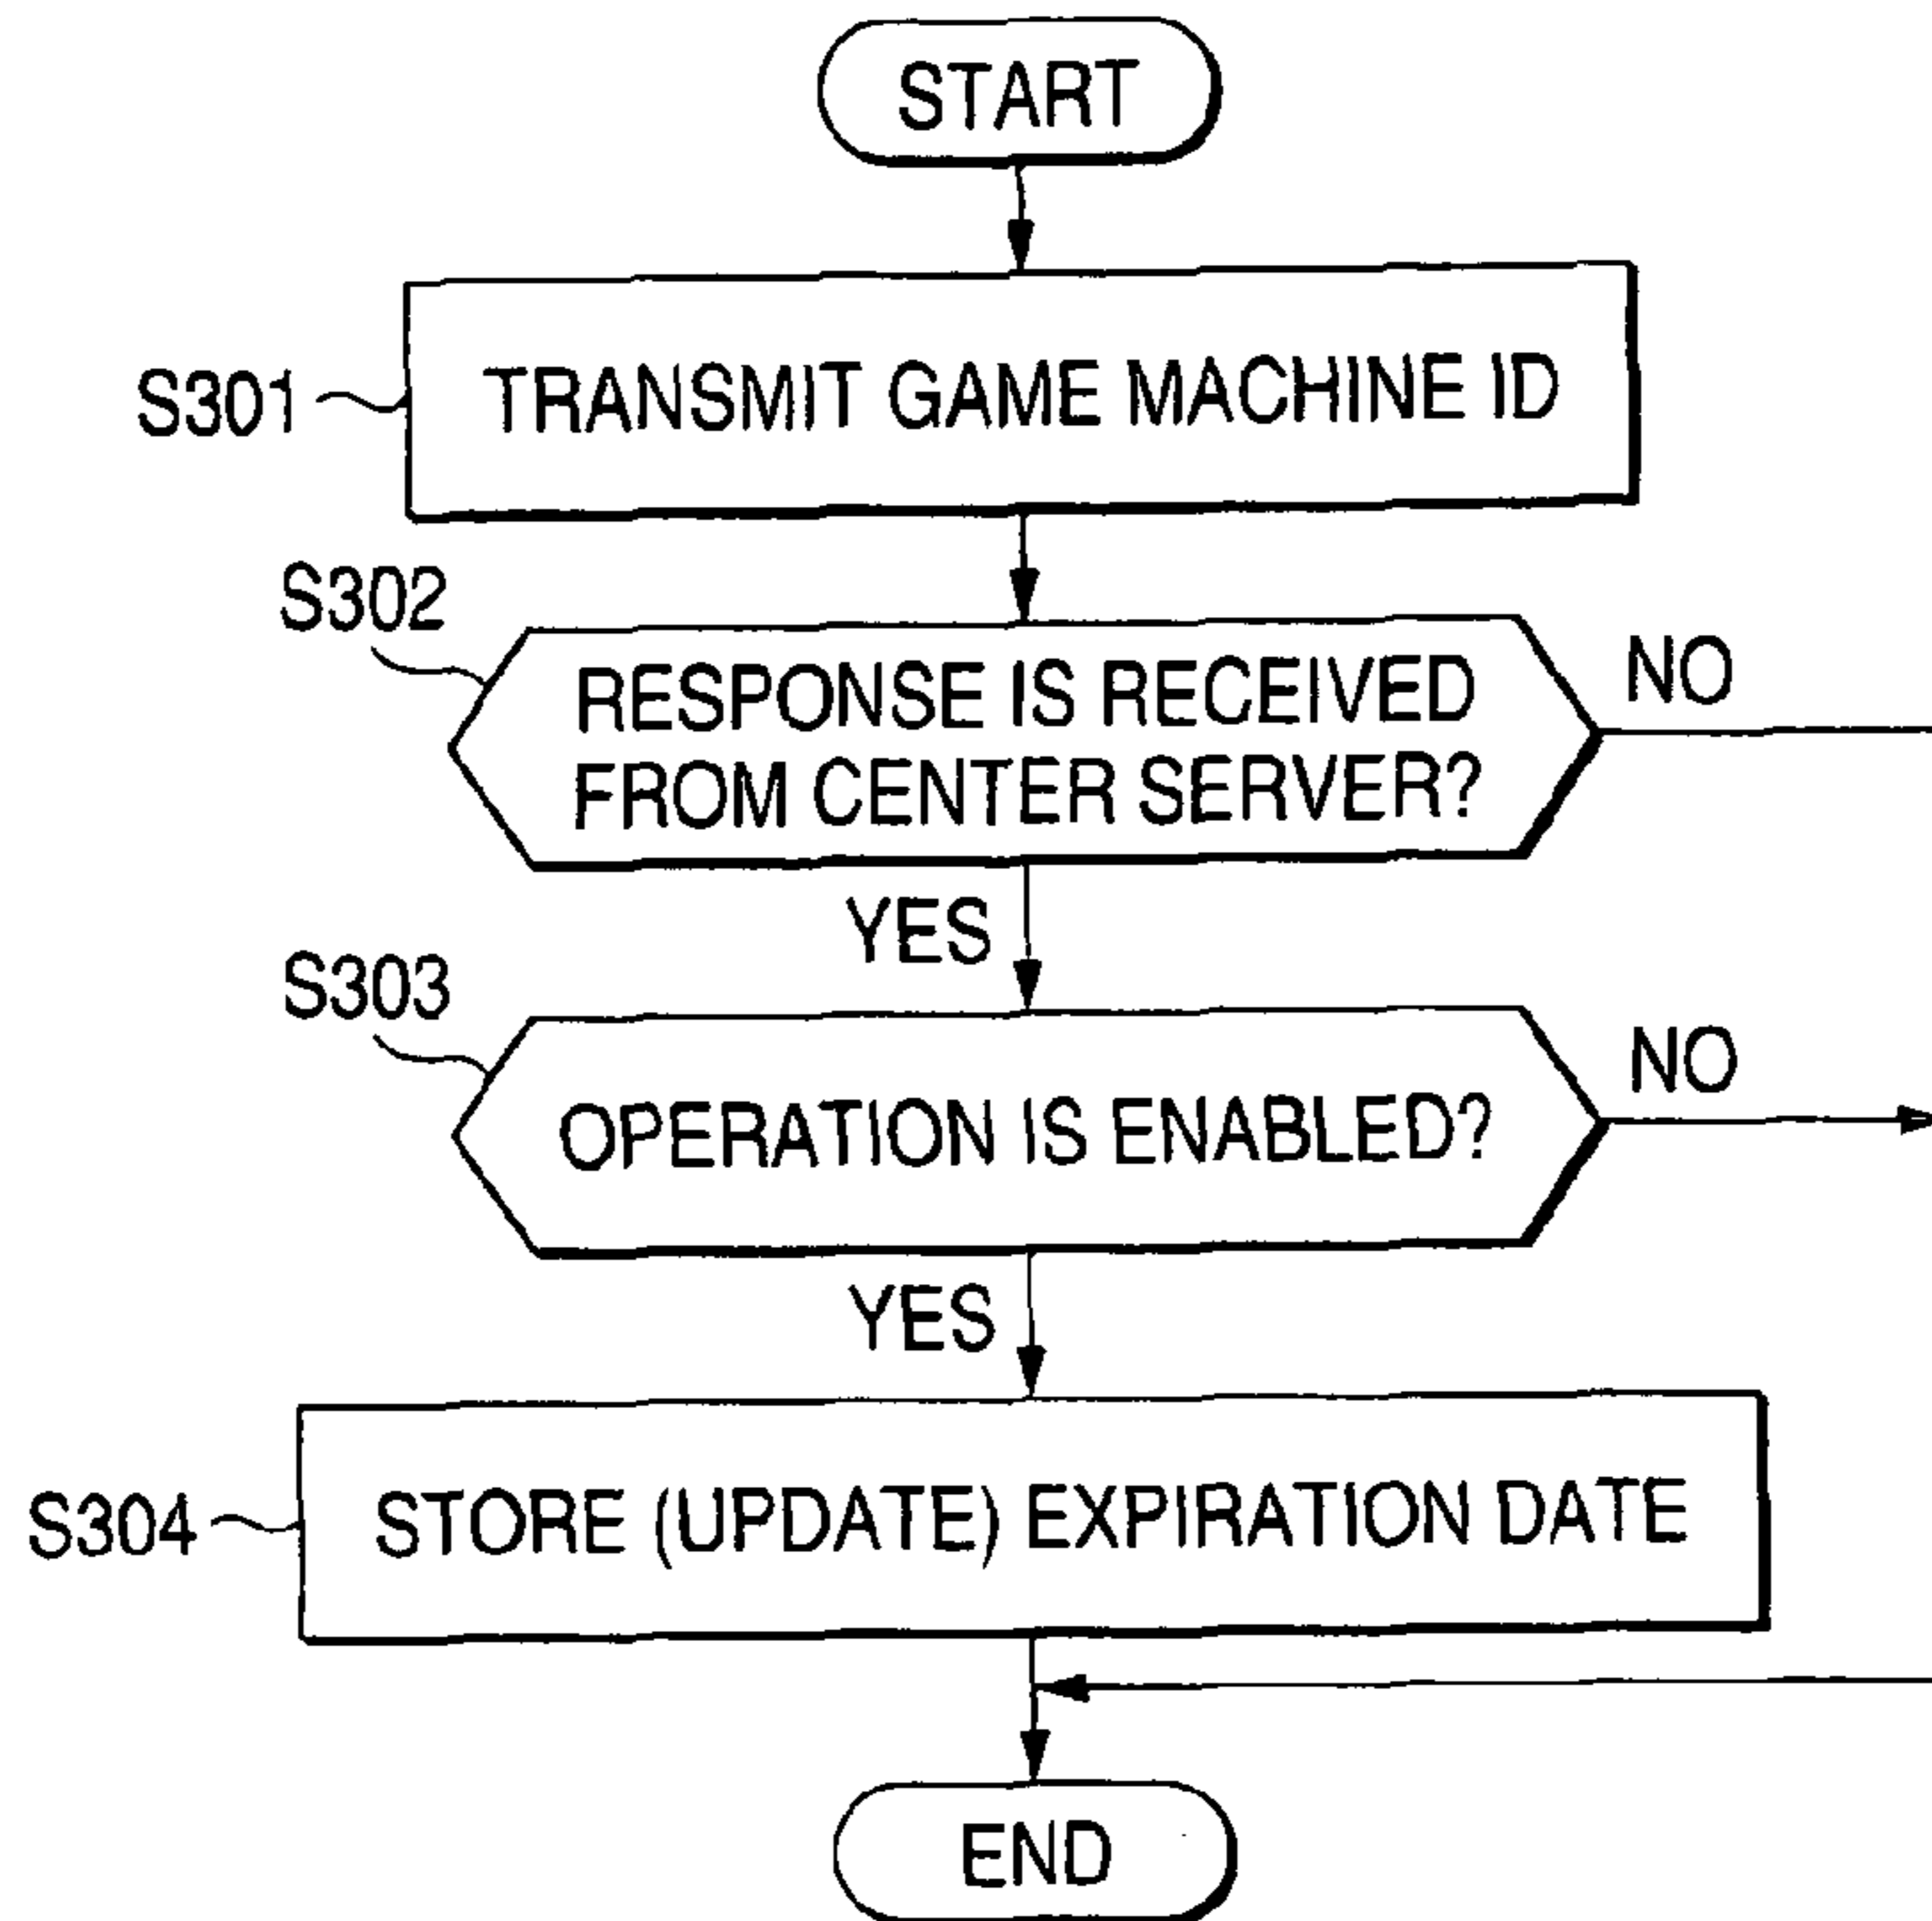 START
S301
TRANSMIT GAME MACHINE ID
S302
RESPONSE IS RECEIVED
FROM CENTER SERVER?
NO
YES
S303
OPERATION IS ENABLED?
NO
YES
S304
STORE (UPDATE) EXPIRATION DATE
END